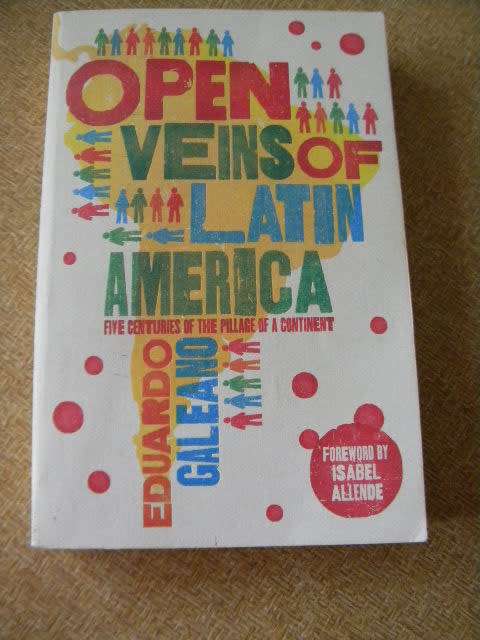 OPEN
VEINS OF
LATIN
AMERICA
FIVE CENTURIES OF THE PILLAGE OF A CONTINENT
EDUARDO
GALEANO
FOREWORD BY
ISABEL
ALLENDE